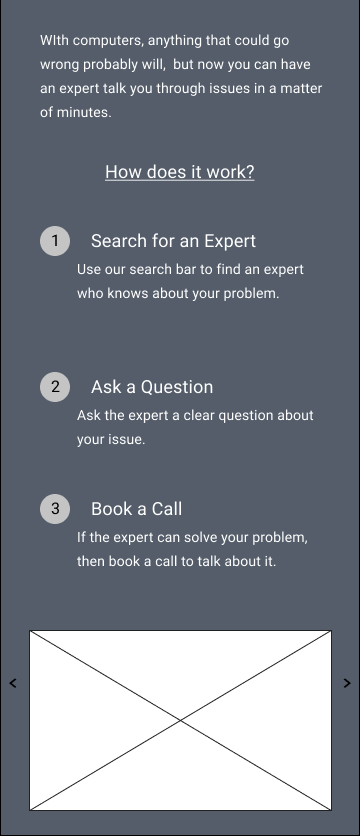 WIth computers, anything that could go
wrong probably will,  but now you can have
an expert talk you through issues in a matter
of minutes.
How does it work?
1 Search for an Expert
Use our search bar to find an expert
who knows about your problem.
2 Ask a Question
Ask the expert a clear question about
your issue.
3 Book a Call
If the expert can solve your problem,
then book a call to talk about it.